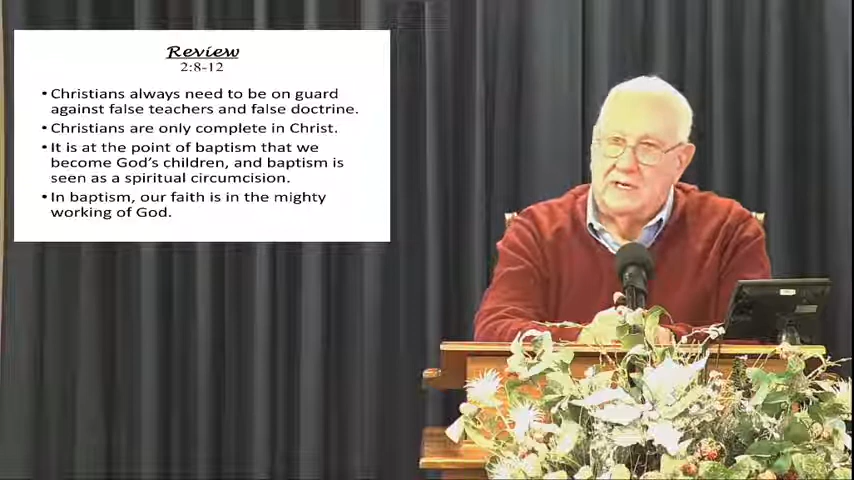 Review
2:8-12
• Christians always need to be on guard
against false teachers and false doctrine.
• Christians are only complete in Christ.
• It is at the point of baptism that we
become God's children, and baptism is
seen as a spiritual circumcision.
• In baptism, our faith is in the mighty
working of God.